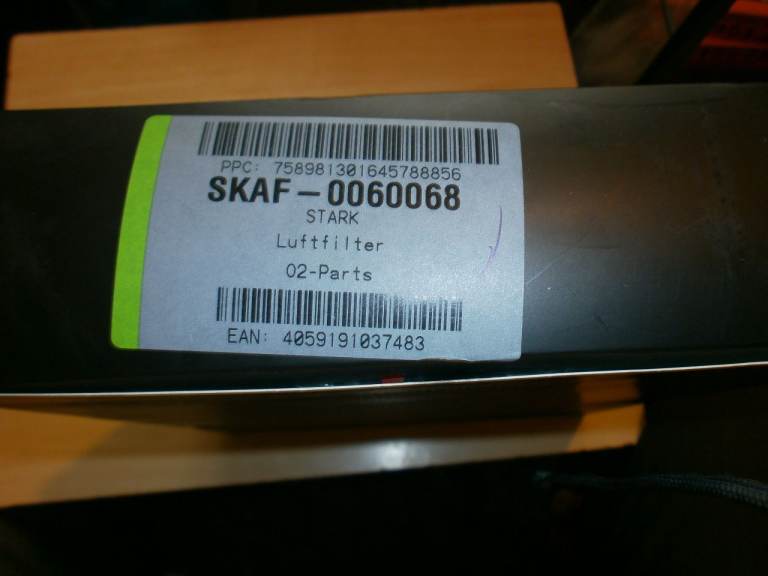 PPC: 758981301645788856
SKAF-0060068
STARK
Luftfilter
02-Parts
EAN: 4059191037483